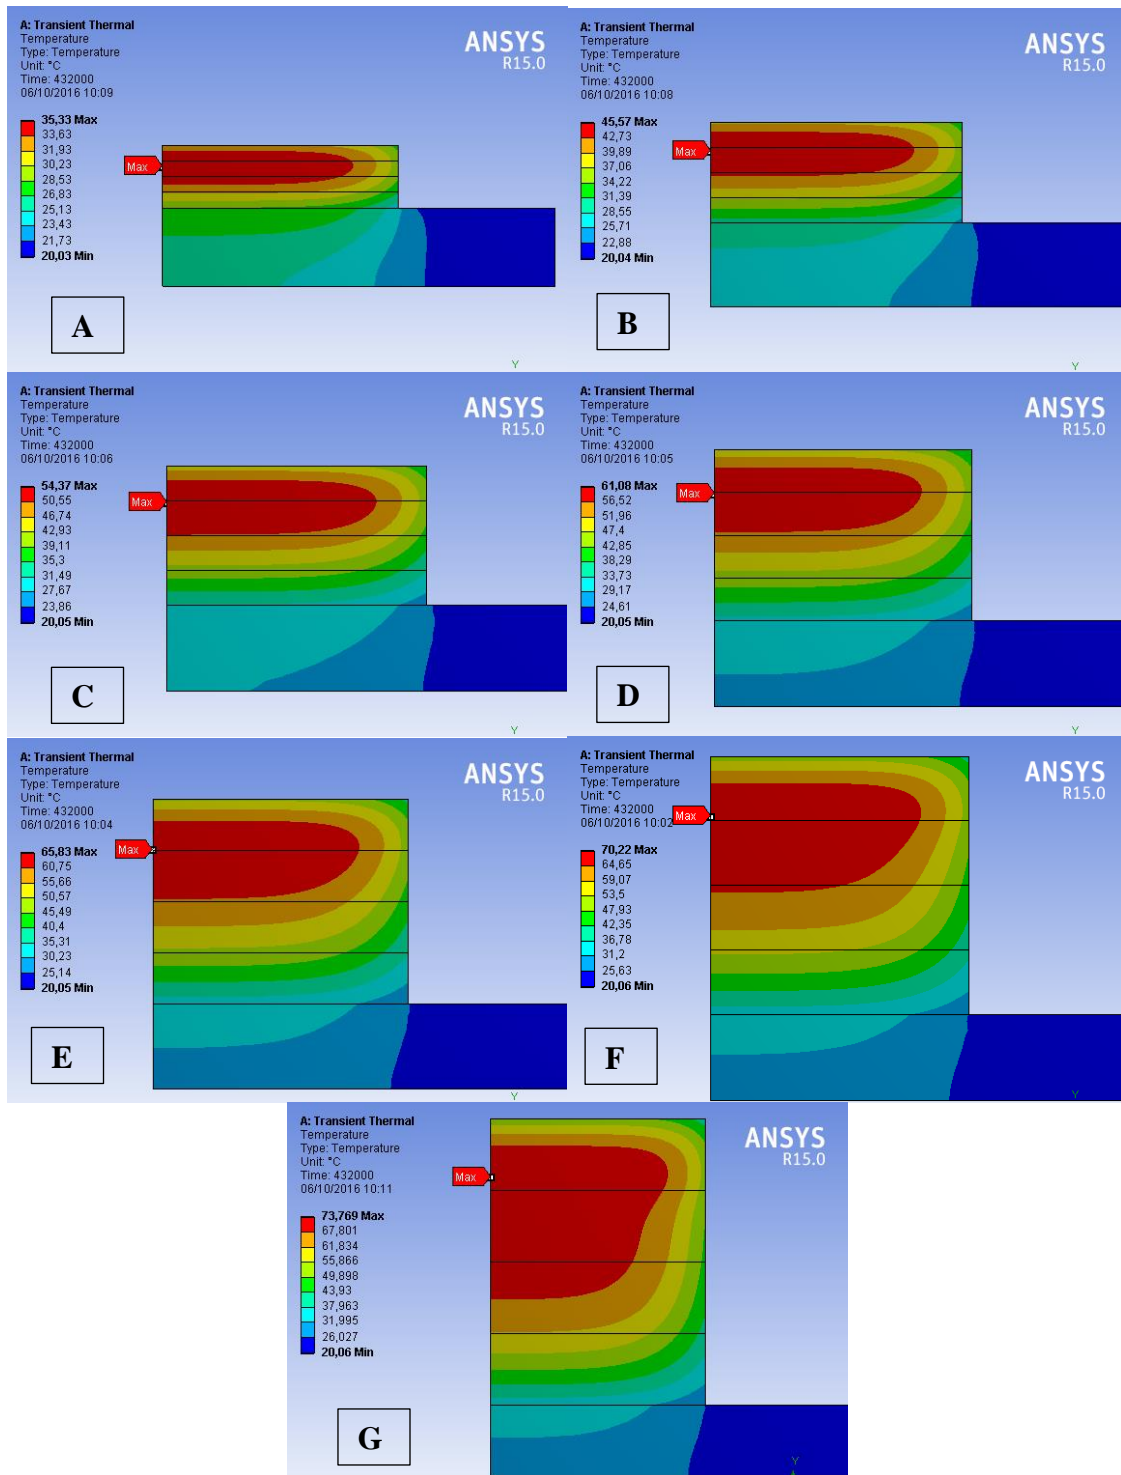 A: Transient Thermal
Temperature
Type: Temperature
Unit: °C
Time: 432000
06/10/2016 10:09
ANSYS
R15.0
35,33 Max
33,63
31,93
30,23
28,53
26,83
25,13
23,43
21,73
20,03 Min
Max
A
Y
A: Transient Thermal
Temperature
Type: Temperature
Unit: °C
Time: 432000
06/10/2016 10:08
ANSYS
R15.0
45,57 Max
42,73
39,89
37,06
34,22
31,39
28,55
25,71
22,88
20,04 Min
Max
B
Y
A: Transient Thermal
Temperature
Type: Temperature
Unit: °C
Time: 432000
06/10/2016 10:06
ANSYS
R15.0
54,37 Max
50,55
46,74
42,93
39,11
35,3
31,49
27,67
23,86
20,05 Min
Max
C
Y
A: Transient Thermal
Temperature
Type: Temperature
Unit: °C
Time: 432000
06/10/2016 10:05
ANSYS
R15.0
61,08 Max
56,52
51,96
47,4
42,85
38,29
33,73
29,17
24,61
20,05 Min
Max
D
Y
A: Transient Thermal
Temperature
Type: Temperature
Unit: °C
Time: 432000
06/10/2016 10:04
ANSYS
R15.0
65,83 Max
60,75
55,66
50,57
45,49
40,4
35,31
30,23
25,14
20,05 Min
Max
E
Y
A: Transient Thermal
Temperature
Type: Temperature
Unit: °C
Time: 432000
06/10/2016 10:02
ANSYS
R15.0
70,22 Max
64,65
59,07
53,5
47,93
42,35
36,78
31,2
25,63
20,06 Min
Max
F
Y
A: Transient Thermal
Temperature
Type: Temperature
Unit: °C
Time: 432000
06/10/2016 10:11
ANSYS
R15.0
73,769 Max
67,801
61,834
55,866
49,898
43,93
37,963
31,995
26,027
20,06 Min
Max
G
Y